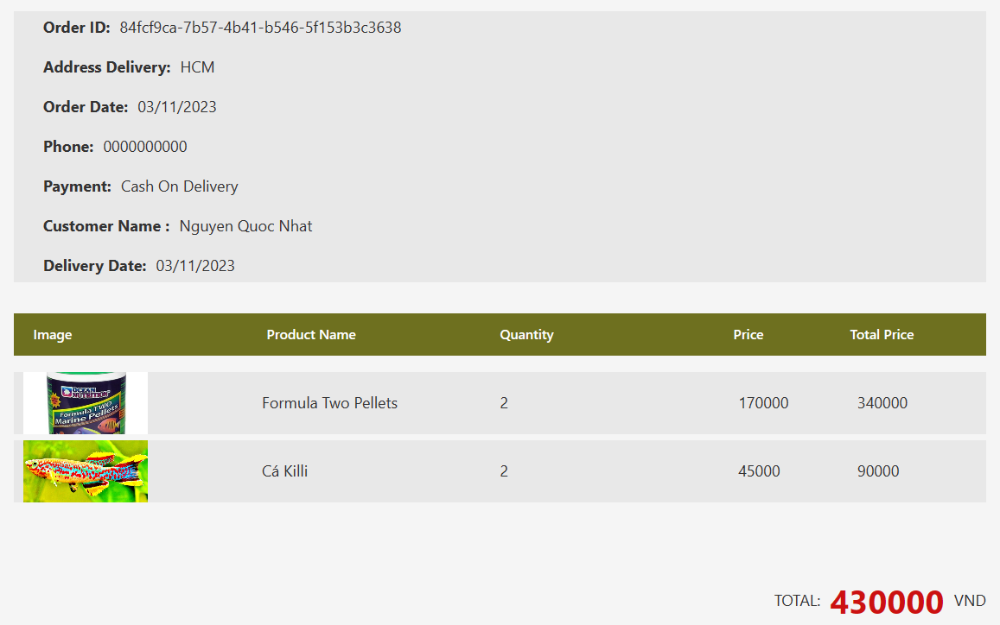 Order ID: 84fcf9ca-7b57-4b41-b546-5f153b3c3638
Address Delivery: HCM
Order Date: 03/11/2023
Phone: 0000000000
Payment: Cash On Delivery
Customer Name : Nguyen Quoc Nhat
Delivery Date: 03/11/2023
Image Product Name Quantity Price Total Price
OCEAN
NUTRITION
Formula TWO
Marine Pellets
Formula Two Pellets 2 170000 340000
Cá Killi 2 45000 90000
TOTAL: 430000 VND